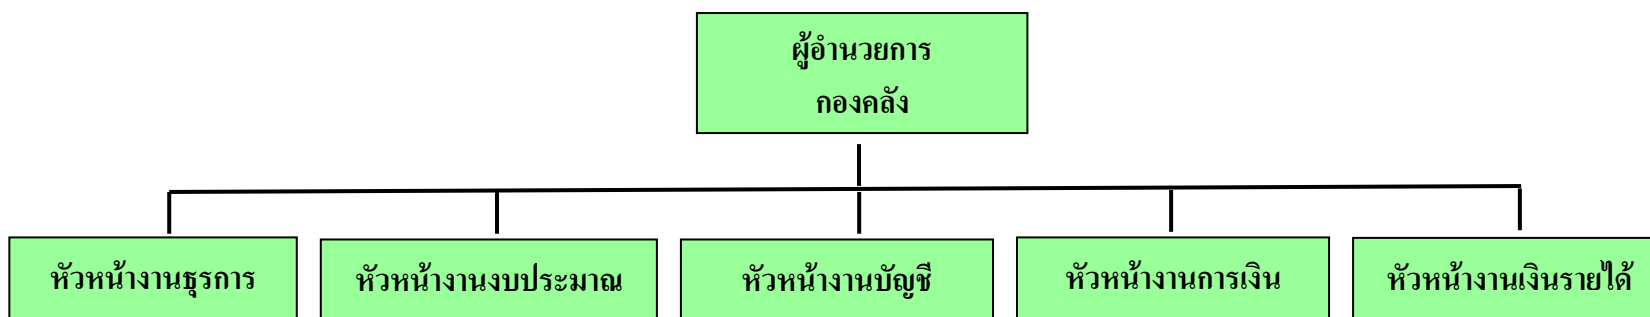 ผู้อำนวยการ
กองคลัง
หัวหน้างานธุรการ
หัวหน้างานงบประมาณ
หัวหน้างานบัญชี
หัวหน้างานการเงิน
หัวหน้างานเงินรายได้